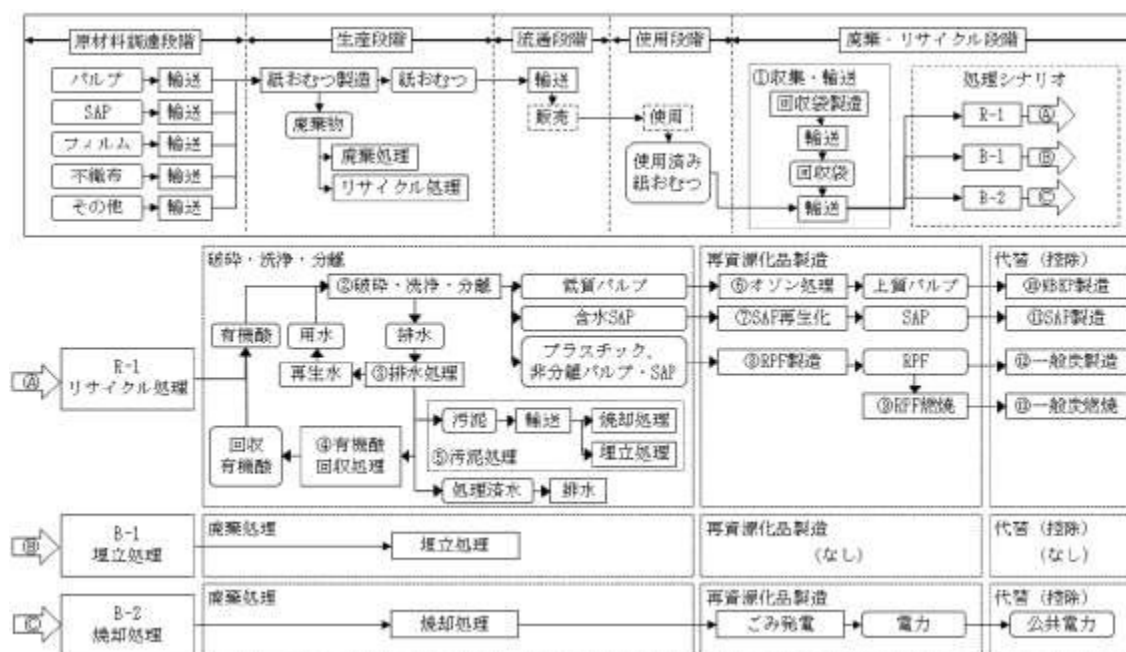 原材料調達段階
生産段階
流通段階
使用段階
廃棄・リサイクル段階
パルプ
輸送
SAP
輸送
フィルム
輸送
不織布
輸送
その他
輸送
紙おむつ製造
紙おむつ
廃棄物
廃棄処理
リサイクル処理
輸送
販売
使用
使用済み
紙おむつ
①収集・輸送
回収袋製造
輸送
回収袋
輸送
処理シナリオ
R-1
Ⓐ
B-1
Ⓑ
B-2
Ⓒ
Ⓐ
R-1
リサイクル処理
破砕・洗浄・分離
②破砕・洗浄・分離
有機酸
用水
排水
再生水
③排水処理
回収
有機酸
④有機酸
回収処理
汚泥
輸送
焼却処理
埋立処理
⑤汚泥処理
処理済水
排水
低質パルプ
含水SAP
プラスチック、
非分離パルプ・SAP
再資源化品製造
⑥オゾン処理
上質パルプ
⑦SAP再生化
SAP
⑧RPF製造
RPF
⑨RPF燃焼
代替（控除）
⑩NBKP製造
⑪SAP製造
⑫一般炭製造
⑬一般炭燃焼
Ⓑ
B-1
埋立処理
廃棄処理
埋立処理
再資源化品製造
(なし)
代替（控除）
(なし)
Ⓒ
B-2
焼却処理
廃棄処理
焼却処理
再資源化品製造
ごみ発電
電力
代替（控除）
公共電力